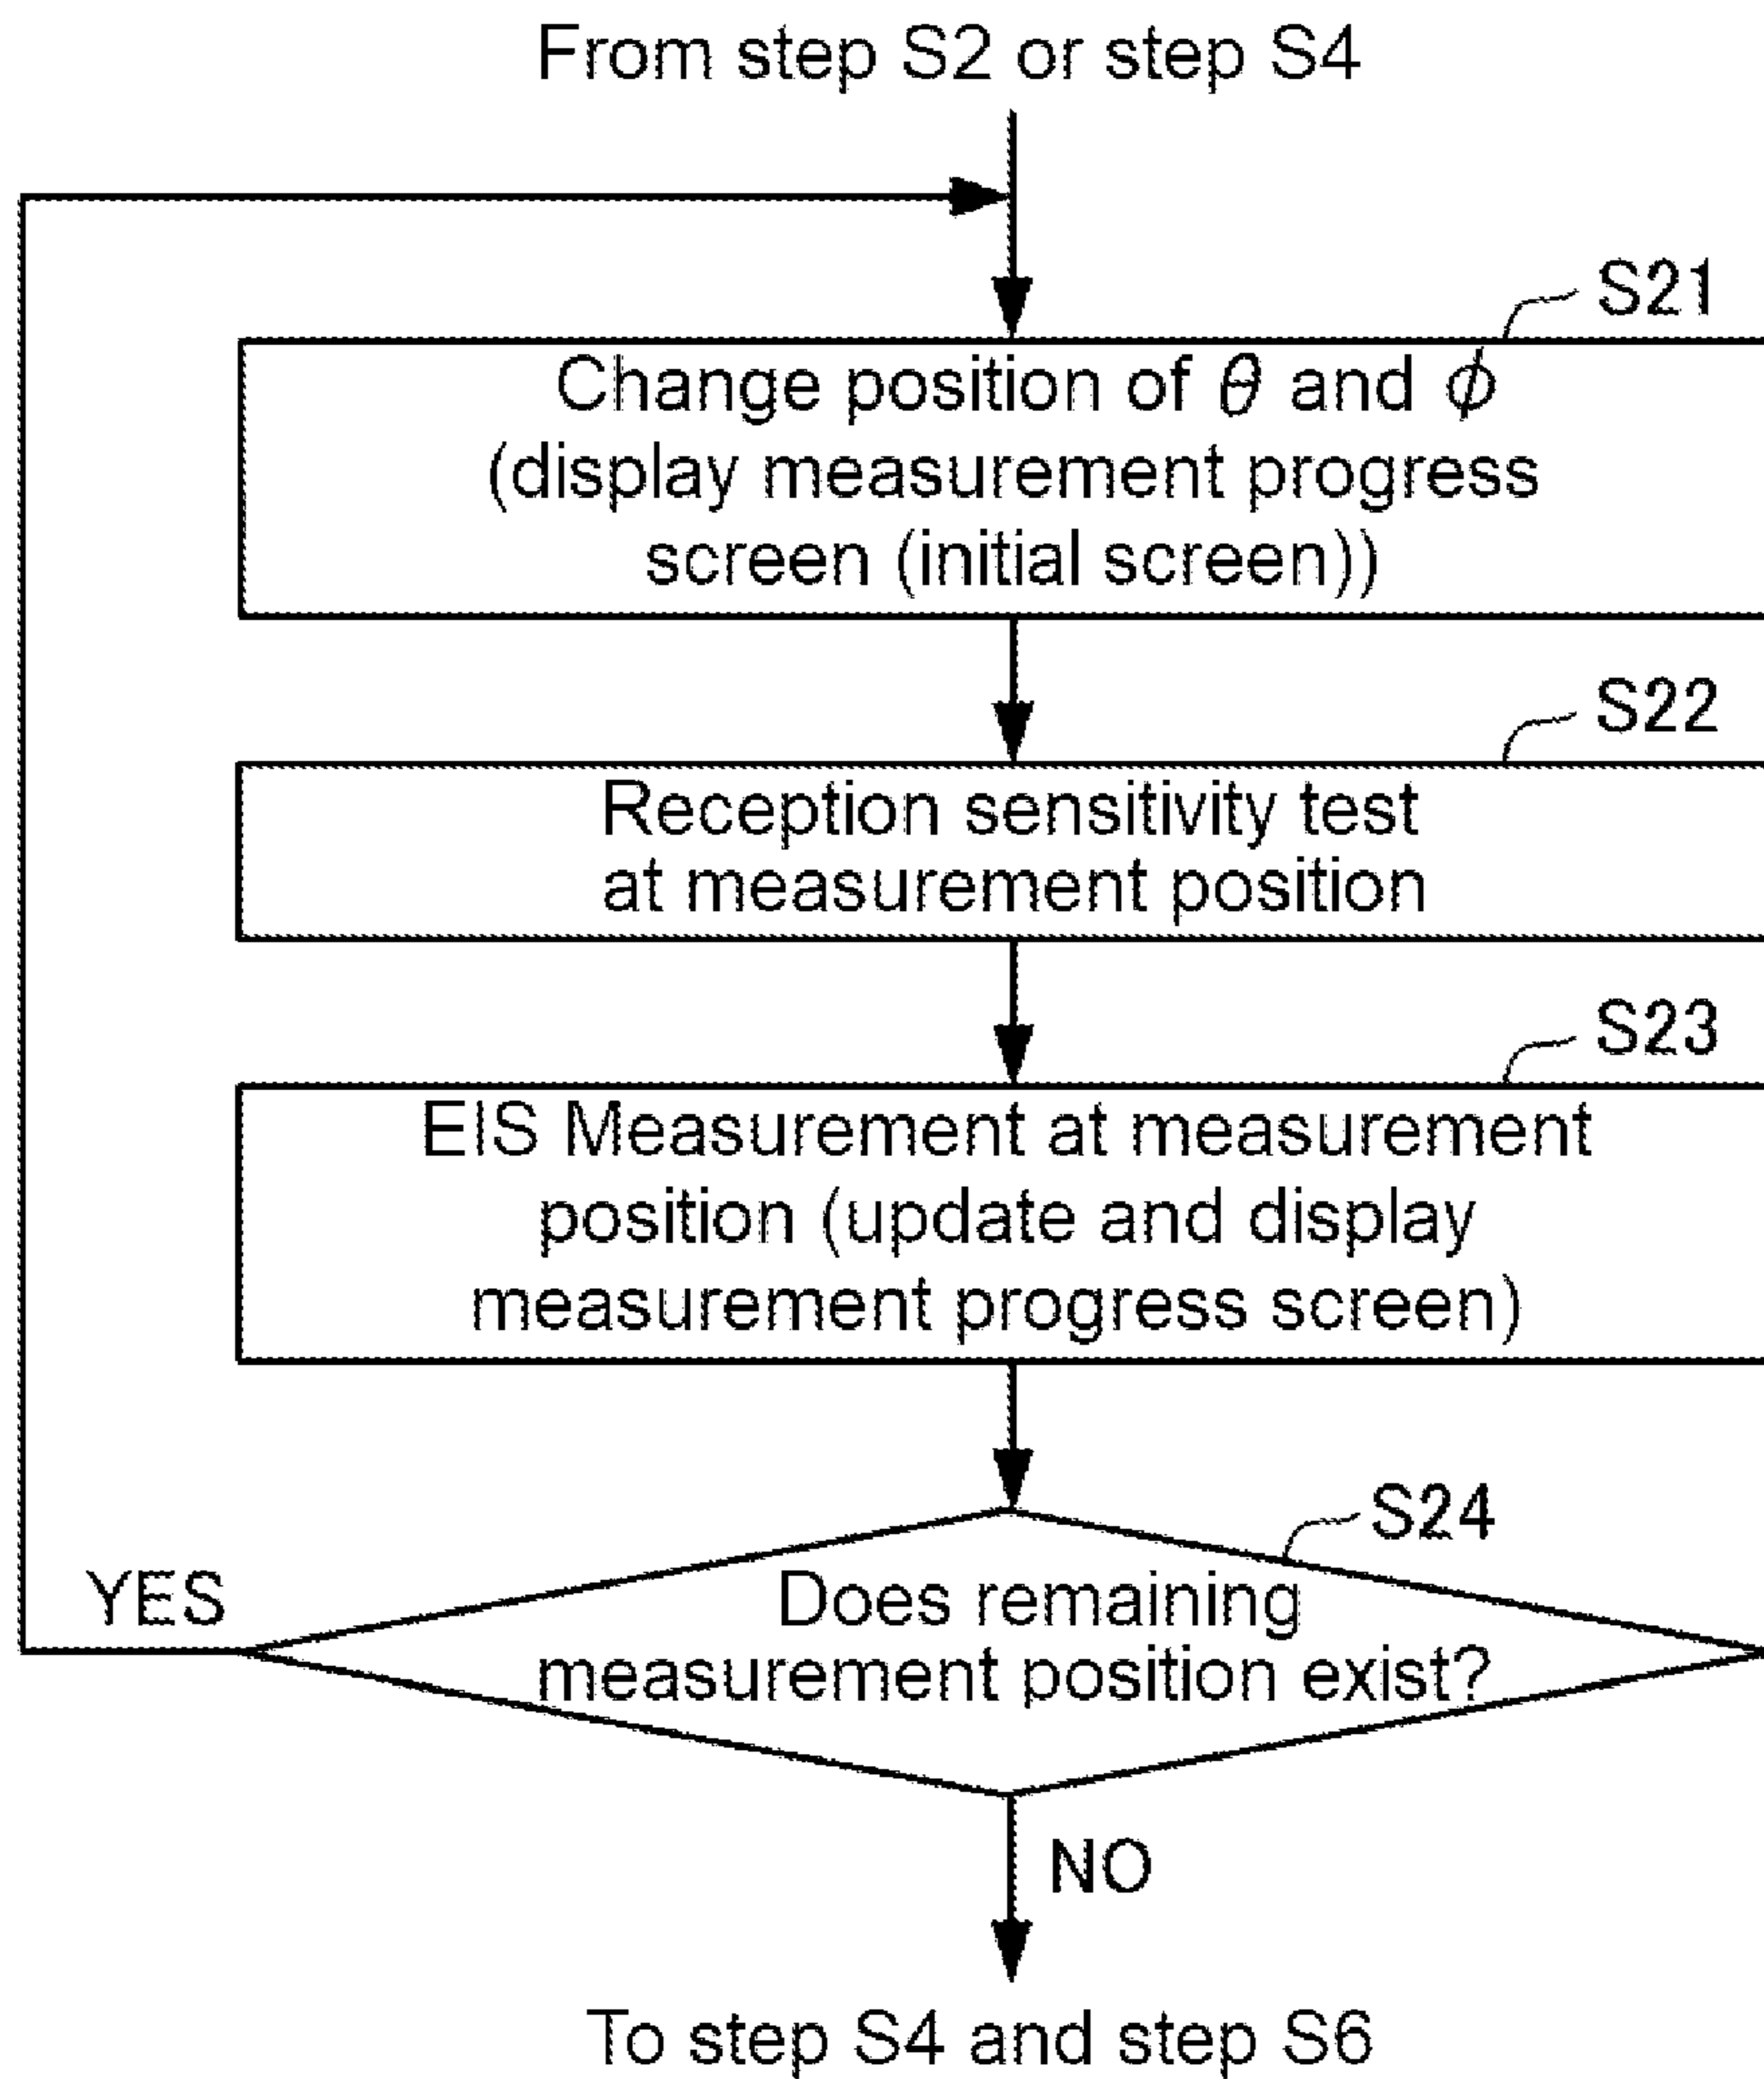 From step S2 or step S4
S21
Change position of θ and ϕ
(display measurement progress
screen (initial screen))
S22
Reception sensitivity test
at measurement position
S23
EIS Measurement at measurement
position (update and display
measurement progress screen)
S24
YES
Does remaining
measurement position exist?
NO
To step S4 and step S6